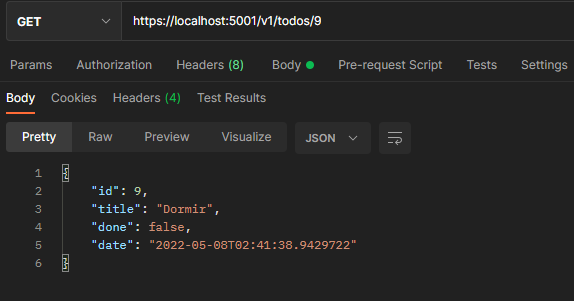 GET https://localhost:5001/v1/todos/9
Params Authorization Headers (8) Body Pre-request Script Tests Settings
Body Cookies Headers (4) Test Results
Pretty Raw Preview Visualize JSON
1 {
2 "id": 9,
3 "title": "Dormir",
4 "done": false,
5 "date": "2022-05-08T02:41:38.9429722"
6 }